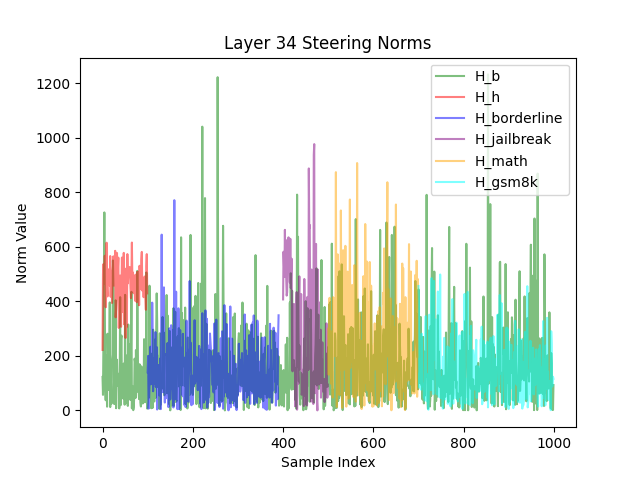 Layer 34 Steering Norms
Norm Value
1200
1000
800
600
400
200
0
H_b
H_h
H_borderline
H_jailbreak
H_math
H_gsm8k
0 200 400 600 800 1000
Sample Index